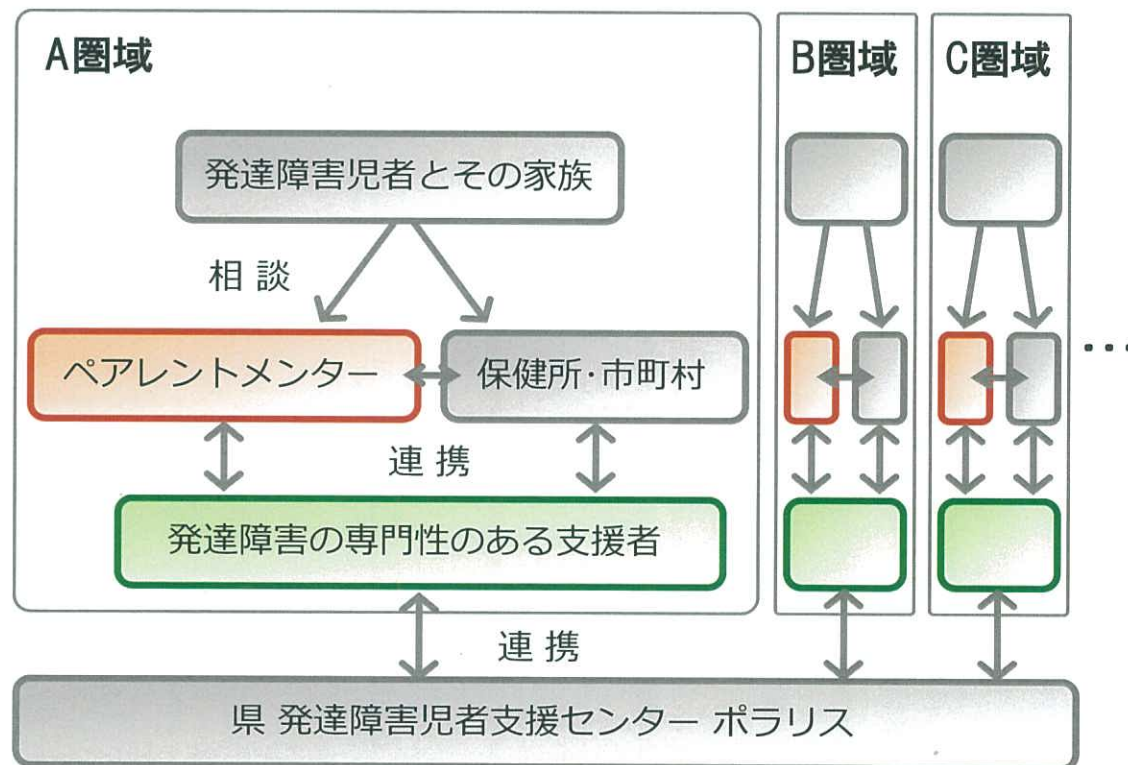 A圏域
B圏域
C圏域
発達障害児者とその家族
相談
ペアレントメンター
保健所・市町村
連携
発達障害の専門性のある支援者
連携
県 発達障害児者支援センター ポラリス
…